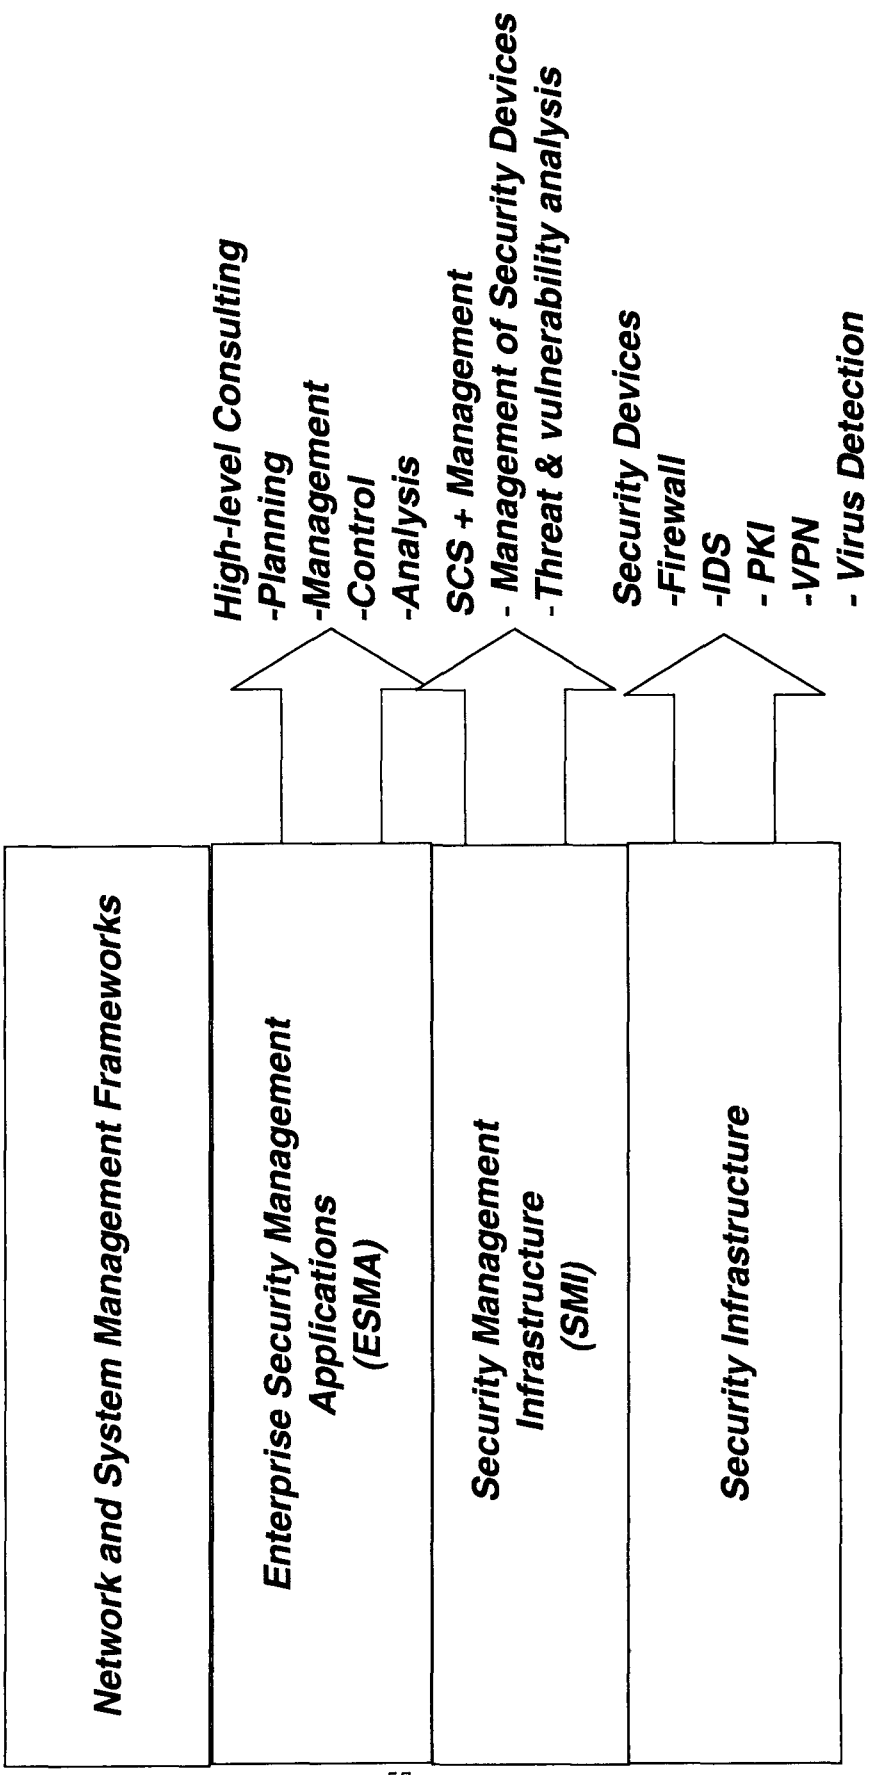 Network and System Management Frameworks
Enterprise Security Management
Applications
(ESMA)
High-level Consulting
-Planning
-Management
-Control
-Analysis
Security Management
Infrastructure
(SMI)
SCS + Management
- Management of Security Devices
- Threat & vulnerability analysis
Security Infrastructure
Security Devices
-Firewall
-IDS
- PKI
-VPN
- Virus Detection